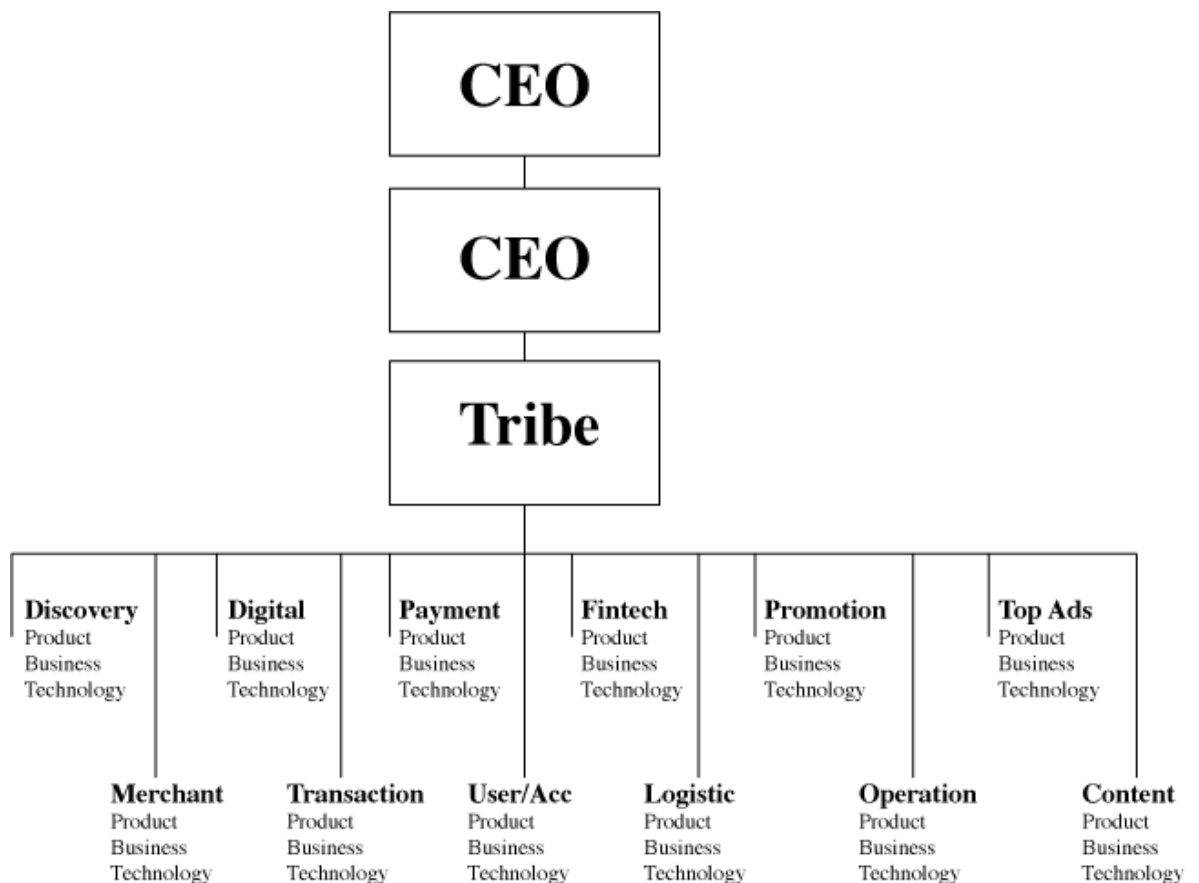 CEO
CEO
Tribe
Discovery
Product
Business
Technology
Digital
Product
Business
Technology
Payment
Product
Business
Technology
Fintech
Product
Business
Technology
Promotion
Product
Business
Technology
Top Ads
Product
Business
Technology
Merchant
Product
Business
Technology
Transaction
Product
Business
Technology
User/Acc
Product
Business
Technology
Logistic
Product
Business
Technology
Operation
Product
Business
Technology
Content
Product
Business
Technology